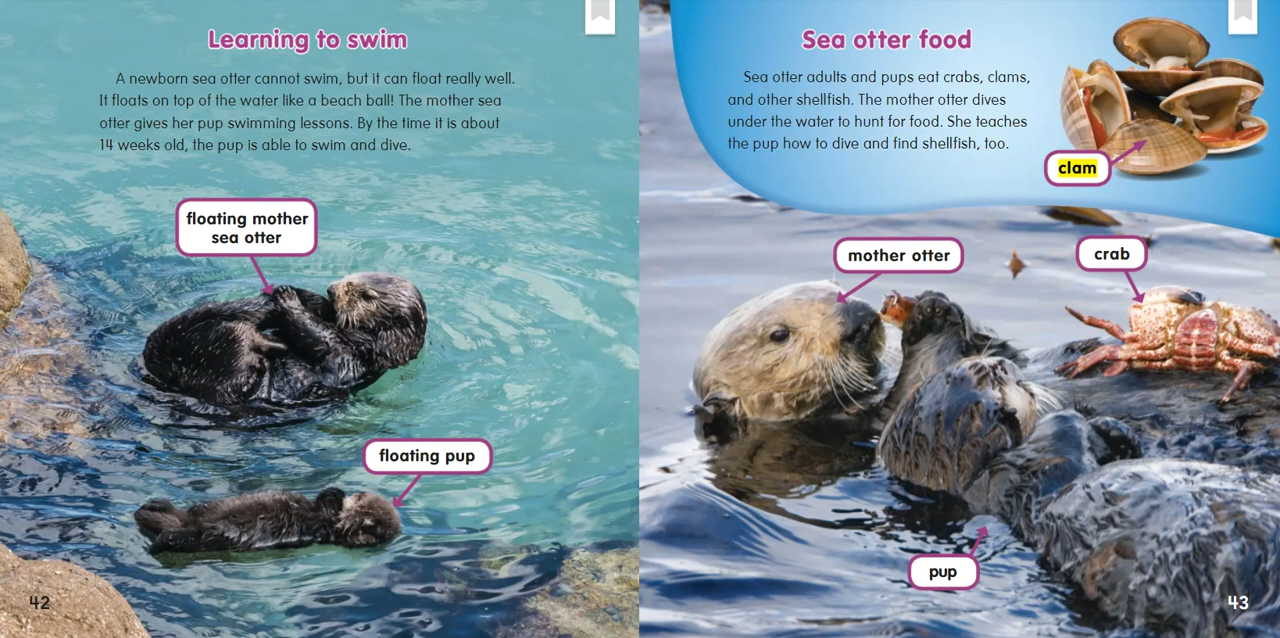 Learning to swim
A newborn sea otter cannot swim, but it can float really well.
It floats on top of the water like a beach ball! The mother sea
otter gives her pup swimming lessons. By the time it is about
14 weeks old, the pup is able to swim and dive.
floating mother
sea otter
floating pup
42
Sea otter food
Sea otter adults and pups eat crabs, clams,
and other shellfish. The mother otter dives
under the water to hunt for food. She teaches
the pup how to dive and find shellfish, too.
clam
mother otter
crab
pup
43